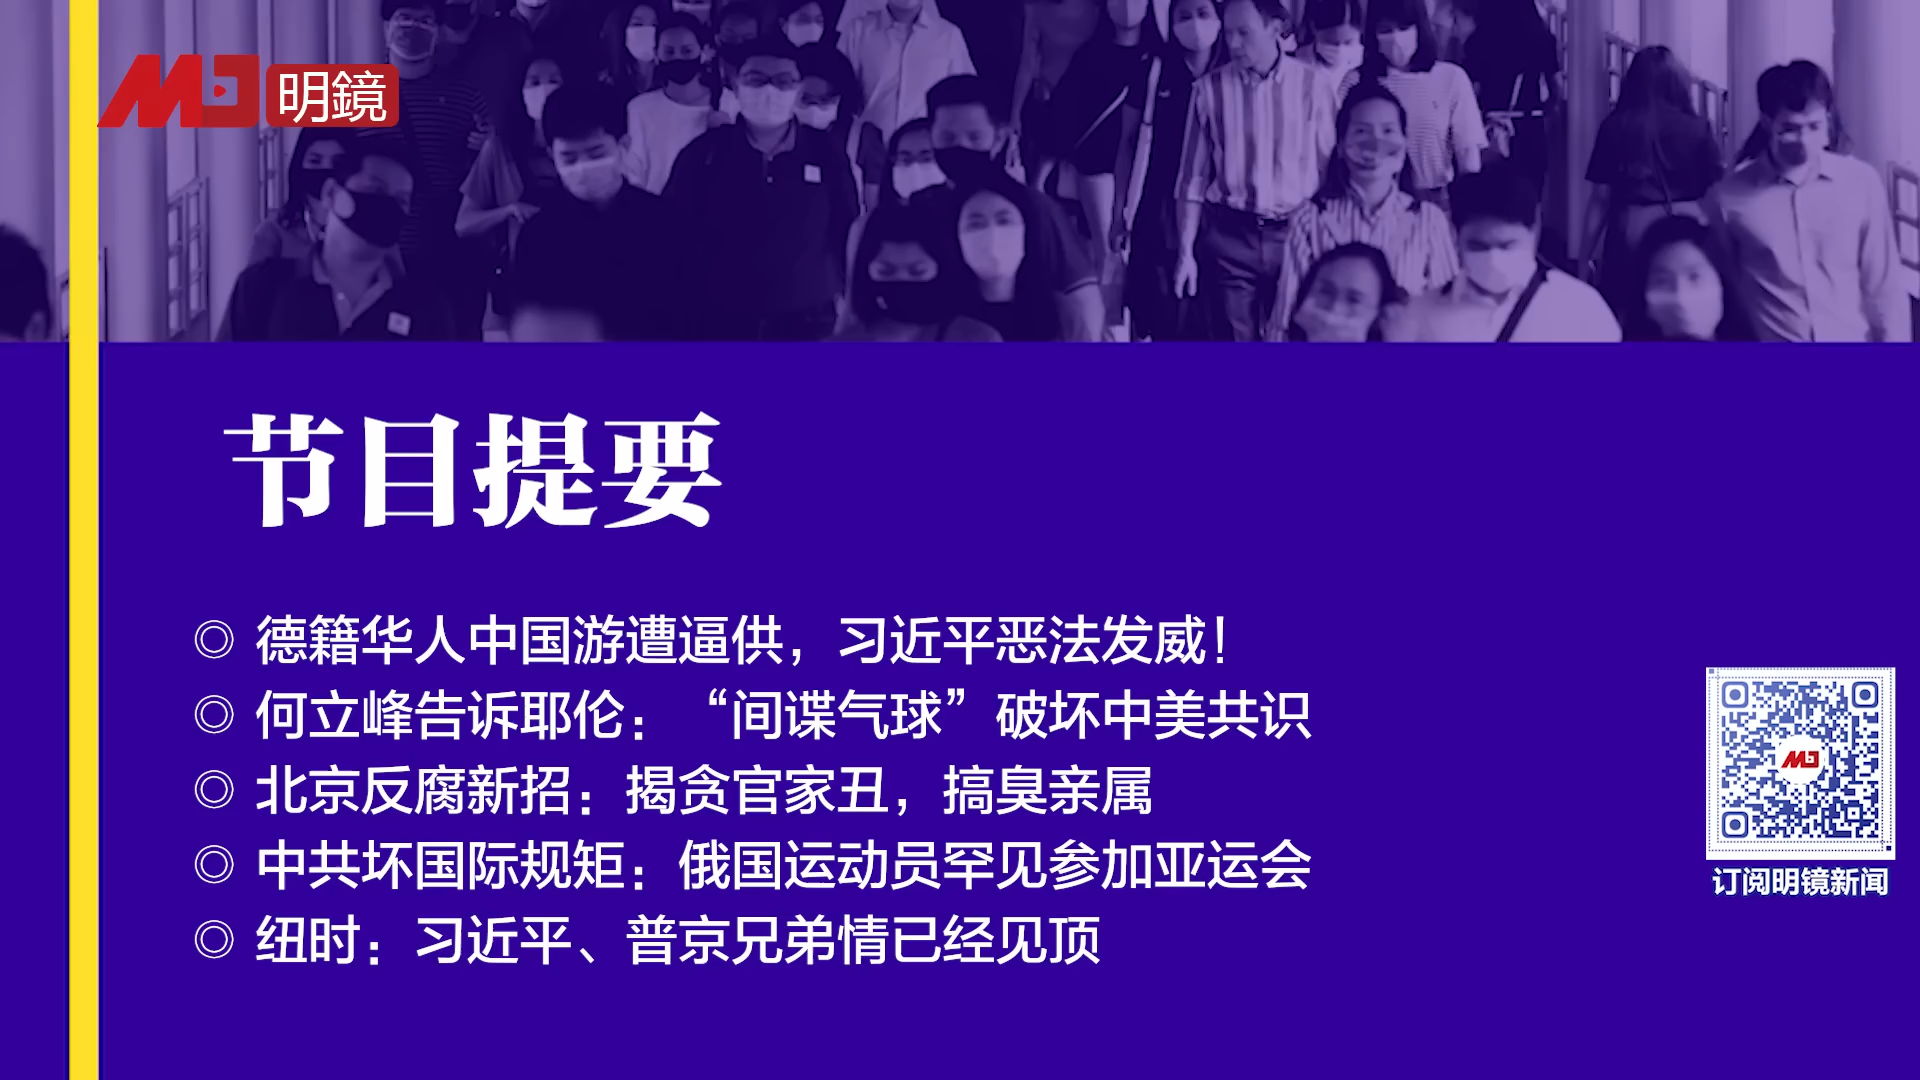 明鏡
节目提要
◎ 德籍华人中国游遭逼供，习近平恶法发威！
◎ 何立峰告诉耶伦：“间谍气球”破坏中美共识
◎ 北京反腐新招：揭贪官家丑，搞臭亲属
◎ 中共坏国际规矩：俄国运动员罕见参加亚运会
◎ 纽时：习近平、普京兄弟情已经见顶
订阅明镜新闻